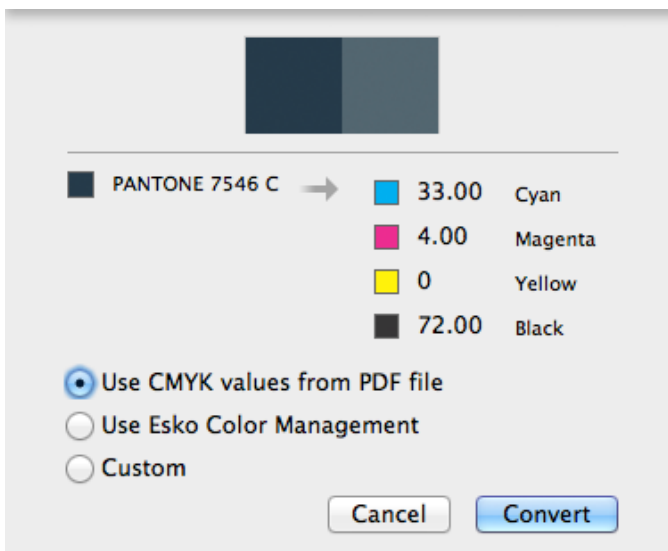 PANTONE 7546 C
33.00 Cyan
4.00 Magenta
0 Yellow
72.00 Black
Use CMYK values from PDF file
Use Esko Color Management
Custom
Cancel Convert